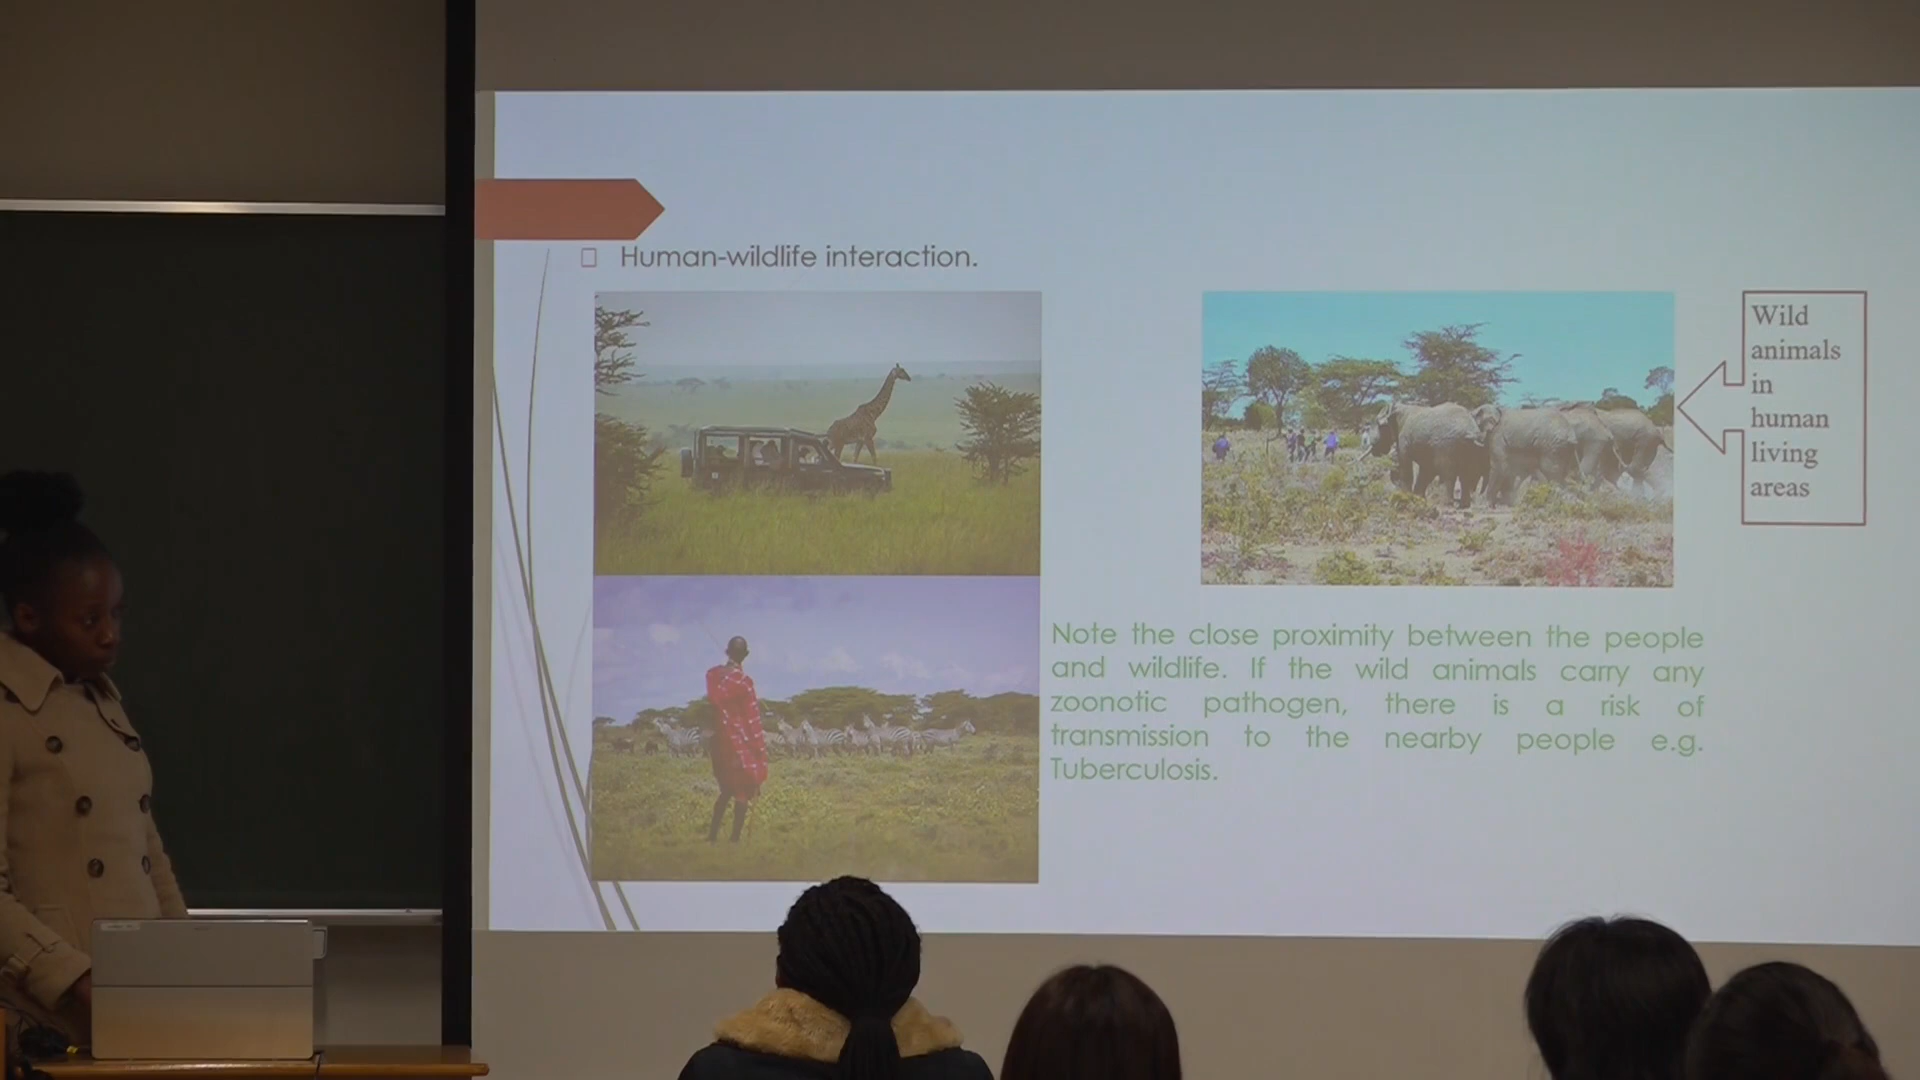 Human-wildlife interaction.
Wild
animals
in
human
living
areas
Note the close proximity between the people
and wildlife. If the wild animals carry any
zoonotic pathogen, there is a risk of
transmission to the nearby people e.g.
Tuberculosis.